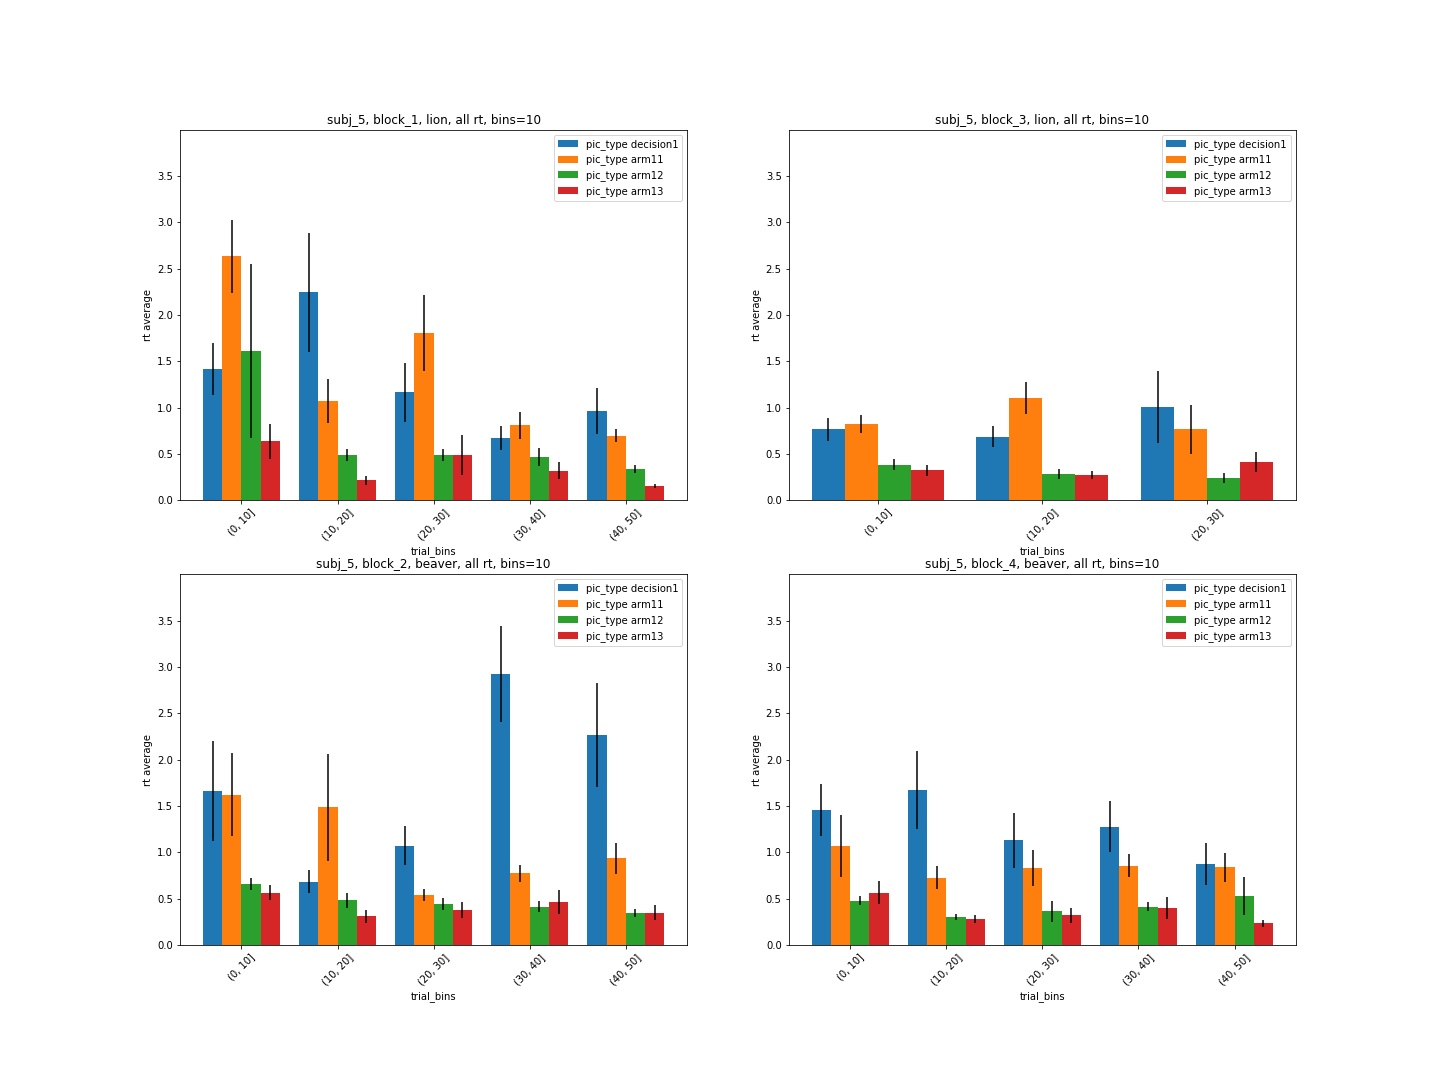 subj_5, block_1, lion, all rt, bins=10
pic_type decision1
pic_type arm11
pic_type arm12
pic_type arm13
3.5
3.0
2.5
2.0
1.5
1.0
0.5
0.0
rt average
(0, 10]
(10, 20]
(20, 30]
(30, 40]
(40, 50]
trial_bins
subj_5, block_3, lion, all rt, bins=10
pic_type decision1
pic_type arm11
pic_type arm12
pic_type arm13
3.5
3.0
2.5
2.0
1.5
1.0
0.5
0.0
rt average
(0, 10]
(10, 20]
(20, 30]
trial_bins
subj_5, block_2, beaver, all rt, bins=10
pic_type decision1
pic_type arm11
pic_type arm12
pic_type arm13
3.5
3.0
2.5
2.0
1.5
1.0
0.5
0.0
rt average
(0, 10]
(10, 20]
(20, 30]
(30, 40]
(40, 50]
trial_bins
subj_5, block_4, beaver, all rt, bins=10
pic_type decision1
pic_type arm11
pic_type arm12
pic_type arm13
3.5
3.0
2.5
2.0
1.5
1.0
0.5
0.0
rt average
(0, 10]
(10, 20]
(20, 30]
(30, 40]
(40, 50]
trial_bins